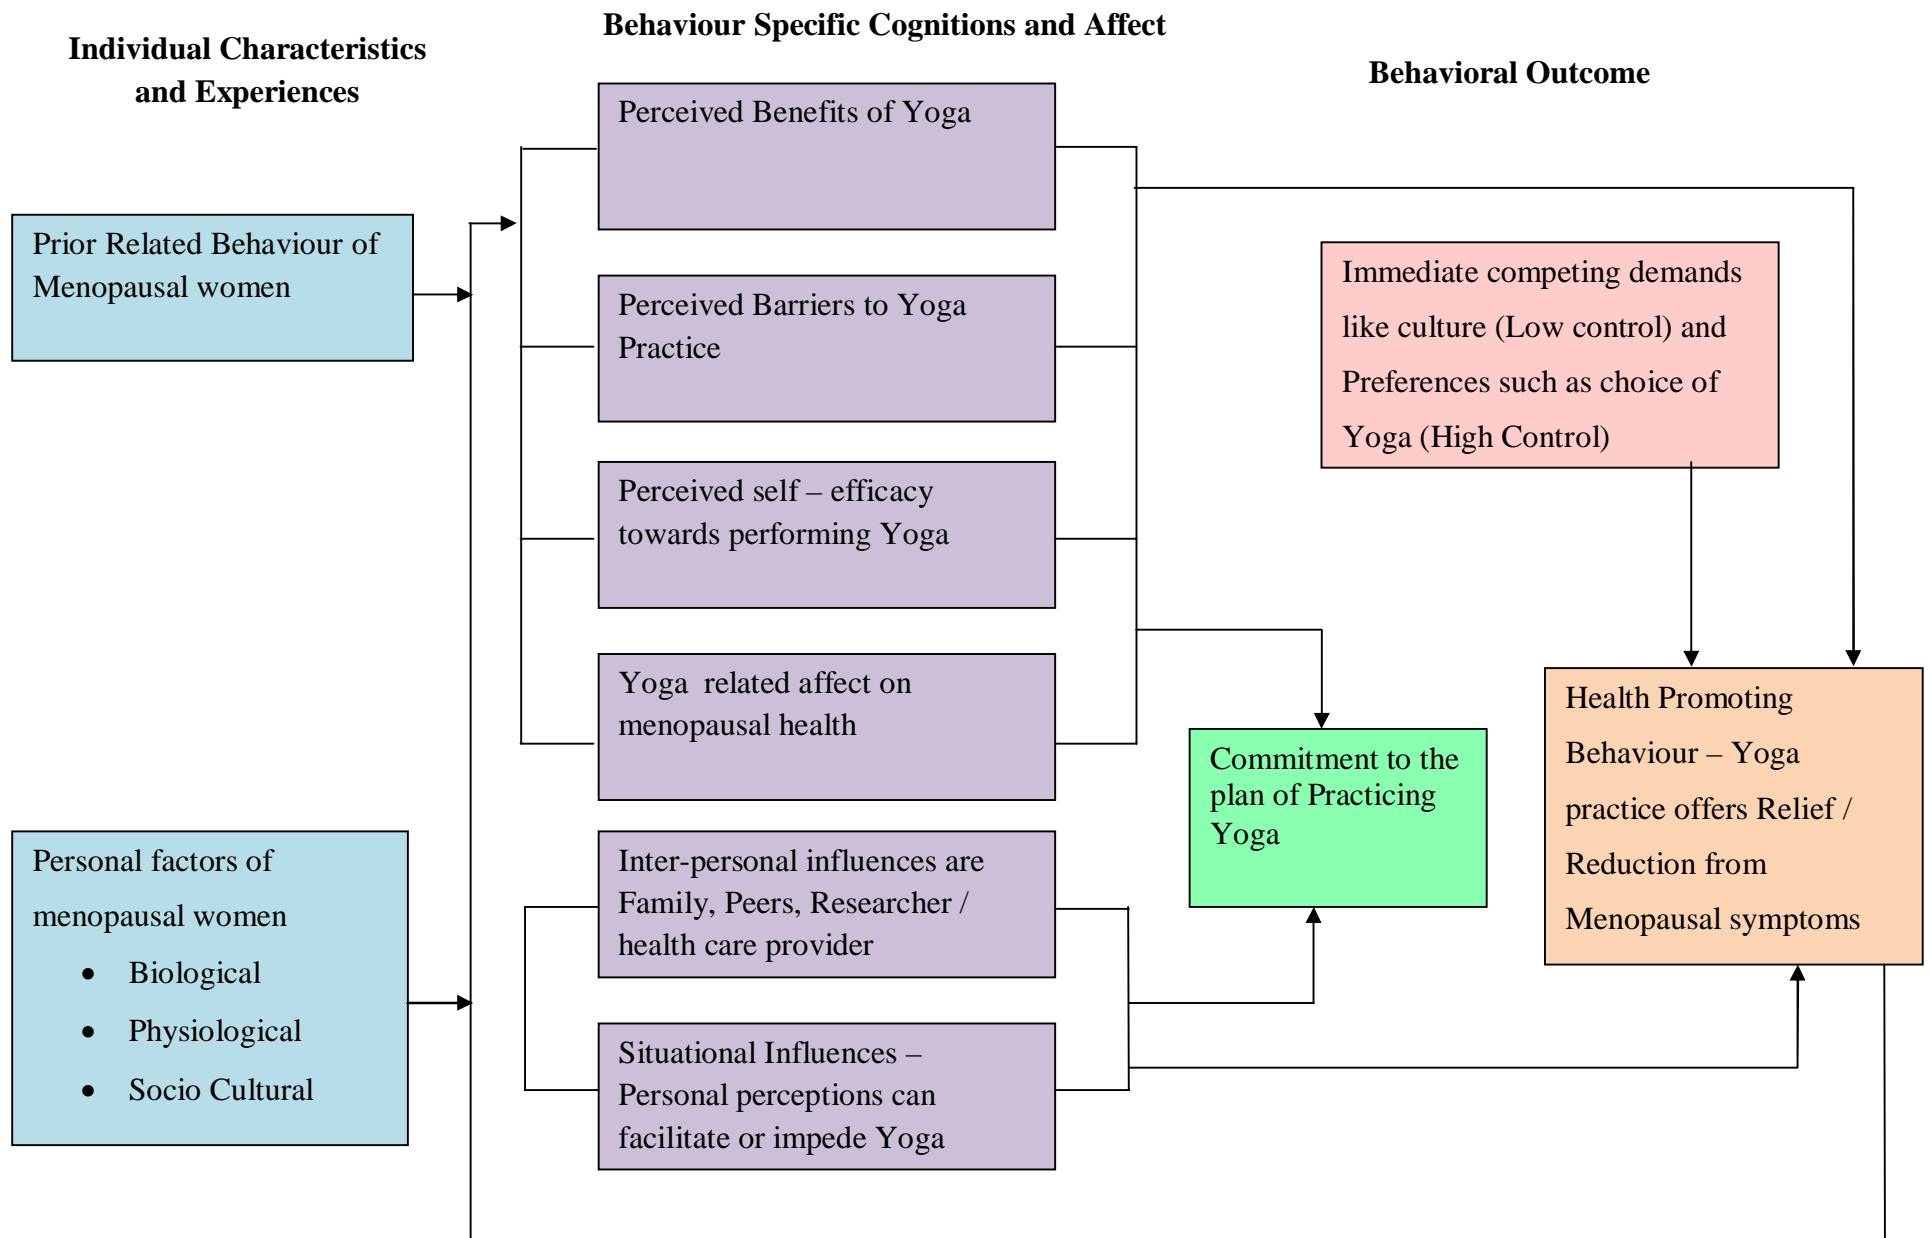 Behaviour Specific Cognitions and Affect
Individual Characteristics
and Experiences
Behavioral Outcome
Prior Related Behaviour of
Menopausal women
Personal factors of
menopausal women
• Biological
• Physiological
• Socio Cultural
Perceived Benefits of Yoga
Perceived Barriers to Yoga
Practice
Perceived self – efficacy
towards performing Yoga
Yoga related affect on
menopausal health
Inter-personal influences are
Family, Peers, Researcher /
health care provider
Situational Influences –
Personal perceptions can
facilitate or impede Yoga
Immediate competing demands
like culture (Low control) and
Preferences such as choice of
Yoga (High Control)
Commitment to the
plan of Practicing
Yoga
Health Promoting
Behaviour – Yoga
practice offers Relief /
Reduction from
Menopausal symptoms